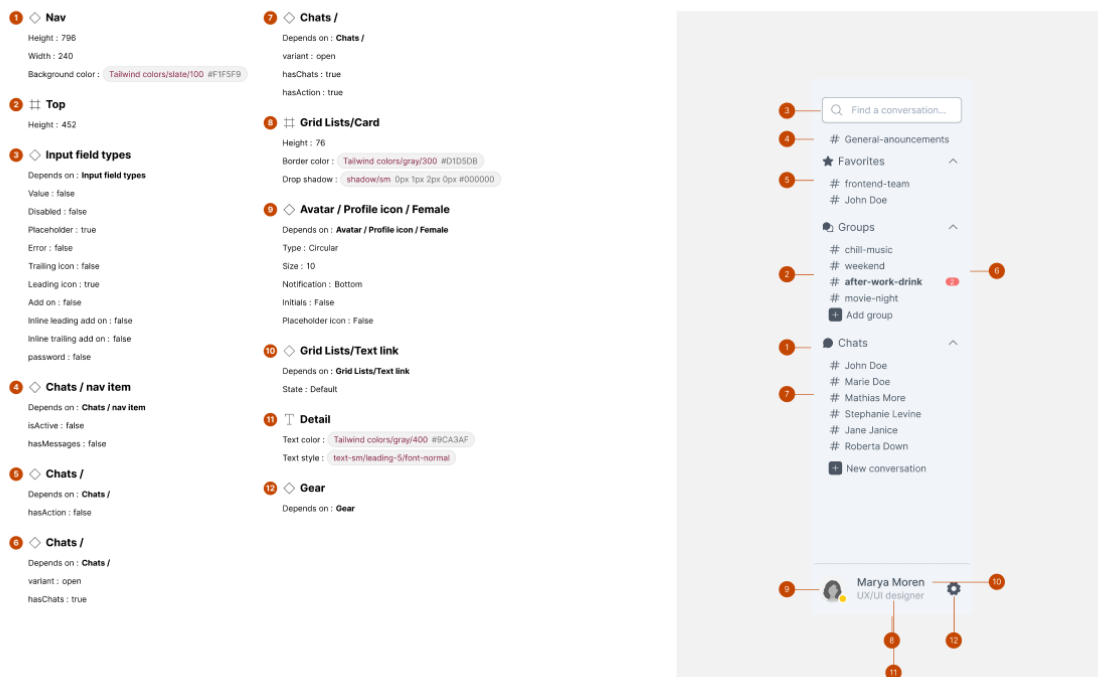 1 Nav
Height : 796
Width : 240
Background color : Tailwind colors/slate/100 #F1F5F9
2 Top
Height : 452
3 Input field types
Depends on : Input field types
Value : false
Disabled : false
Placeholder : true
Error : false
Trailing icon : false
Leading icon : true
Add on : false
Inline leading add on : false
Inline trailing add on : false
password : false
4 Chats / nav item
Depends on : Chats / nav item
isActive : false
hasMessages : false
5 Chats /
Depends on : Chats /
hasAction : false
6 Chats /
Depends on : Chats /
variant : open
hasChats : true
7 Chats /
Depends on : Chats /
variant : open
hasChats : true
hasAction : true
8 Grid Lists/Card
Height : 76
Border color : Tailwind colors/gray/300 #D1D5DB
Drop shadow : shadow/sm 0px 1px 2px 0px #000000
9 Avatar / Profile icon / Female
Depends on : Avatar / Profile icon / Female
Type : Circular
Size : 10
Notification : Bottom
Initials : False
Placeholder icon : False
10 Grid Lists/Text link
Depends on : Grid Lists/Text link
State : Default
11 Detail
Text color : Tailwind colors/gray/400 #9CA3AF
Text style : text-sm/leading-5/font-normal
12 Gear
Depends on : Gear
3 Find a conversation...
4 # General-anouncements
Favorites
5 # frontend-team
# John Doe
Groups
# chill-music
# weekend 6
2 # after-work-drink 2
# movie-night
+ Add group
1 Chats
# John Doe
# Marie Doe
7 # Mathias More
# Stephanie Levine
# Jane Janice
# Roberta Down
+ New conversation
Marya Moren 10
9 UX/UI designer
8 12
11